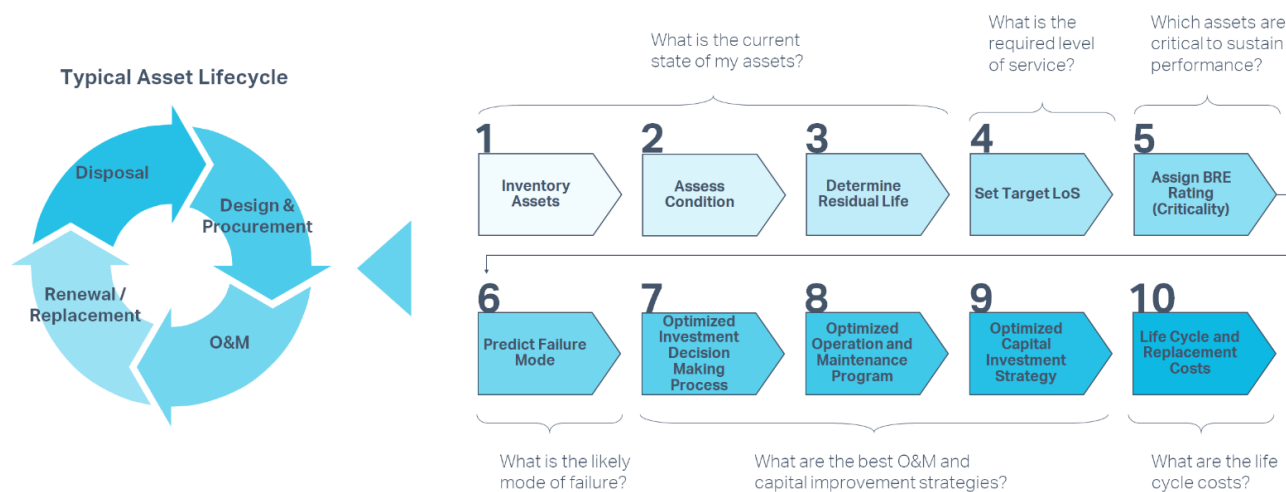 Typical Asset Lifecycle
Disposal
Design &
Procurement
O&M
Renewal /
Replacement
What is the current
state of my assets?
What is the
required level
of service?
Which assets are
critical to sustain
performance?
1
Inventory
Assets
2
Assess
Condition
3
Determine
Residual Life
4
Set Target LoS
5
Assign BRE
Rating
(Criticality)
6
Predict Failure
Mode
7
Optimized
Investment
Decision
Making
Process
8
Optimized
Operation and
Maintenance
Program
9
Optimized
Capital
Investment
Strategy
10
Life Cycle and
Replacement
Costs
What is the likely
mode of failure?
What are the best O&M and
capital improvement strategies?
What are the life
cycle costs?